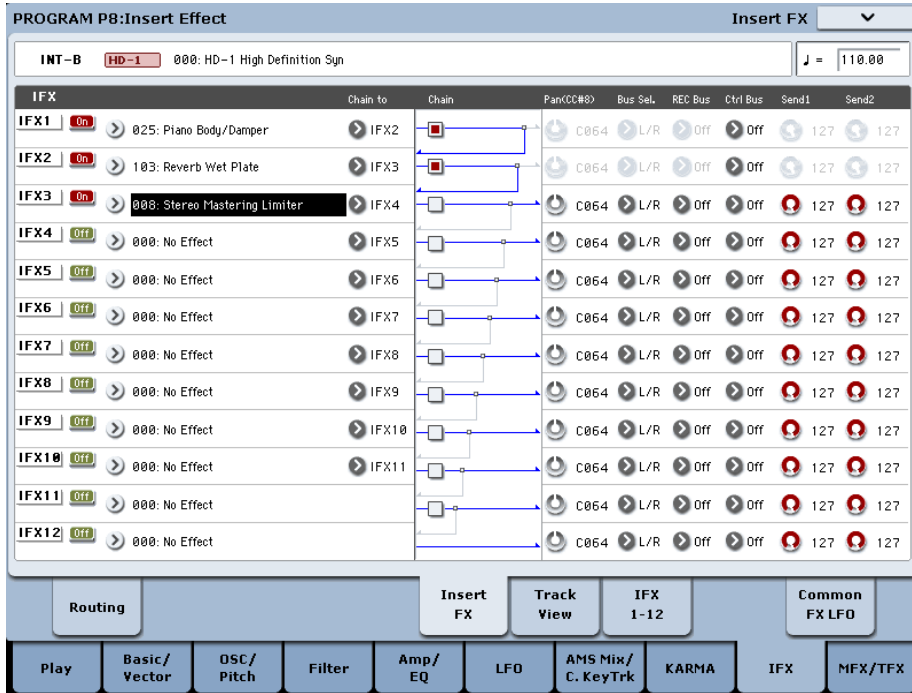 PROGRAM P8:Insert Effect Insert FX
INT-B HD-1 000: HD-1 High Definition Syn ♩ = 110.00
IFX Chain to Chain Pan(CC#8) Bus Sel. REC Bus Ctrl Bus Send1 Send2
IFX1 On 025: Piano Body/Damper IFX2 C064 L/R Off Off 127 127
IFX2 On 103: Reverb Wet Plate IFX3 C064 L/R Off Off 127 127
IFX3 On 008: Stereo Mastering Limiter IFX4 C064 L/R Off Off 127 127
IFX4 Off 000: No Effect IFX5 C064 L/R Off Off 127 127
IFX5 Off 000: No Effect IFX6 C064 L/R Off Off 127 127
IFX6 Off 000: No Effect IFX7 C064 L/R Off Off 127 127
IFX7 Off 000: No Effect IFX8 C064 L/R Off Off 127 127
IFX8 Off 000: No Effect IFX9 C064 L/R Off Off 127 127
IFX9 Off 000: No Effect IFX10 C064 L/R Off Off 127 127
IFX10 Off 000: No Effect IFX11 C064 L/R Off Off 127 127
IFX11 Off 000: No Effect C064 L/R Off Off 127 127
IFX12 Off 000: No Effect C064 L/R Off Off 127 127
Routing Insert FX Track View IFX 1-12 Common FX LFO
Play Basic/ Vector OSC/ Pitch Filter Amp/ EQ LFO AMS Mix/ C. KeyTrk KARMA IFX MFX/TFX